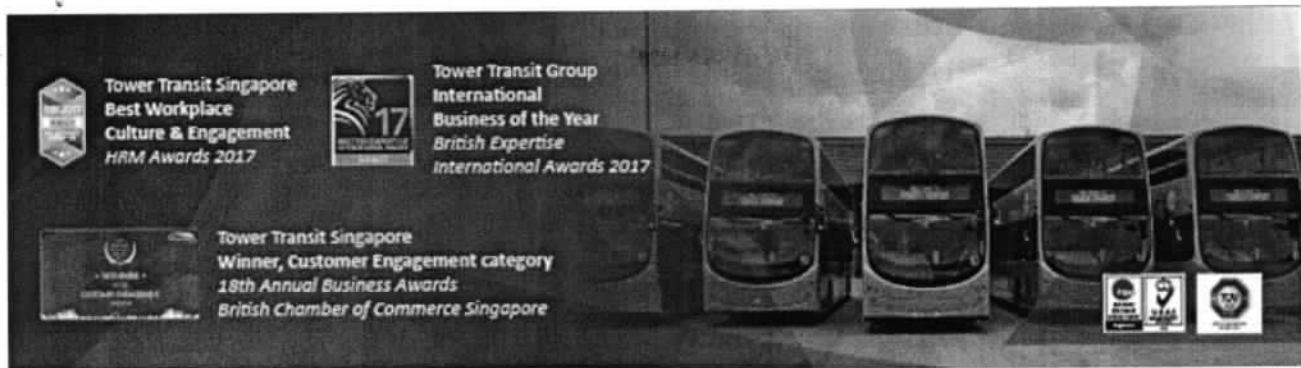 Tower Transit Singapore
Best Workplace
Culture & Engagement
HRM Awards 2017
Tower Transit Group
International
Business of the Year
British Expertise
International Awards 2017
17
Tower Transit Singapore
Winner, Customer Engagement category
18th Annual Business Awards
British Chamber of Commerce Singapore